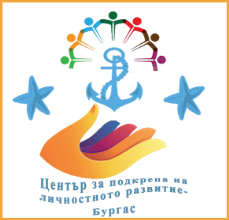 Център за подкрепа на
личностното развитие-
Бургас